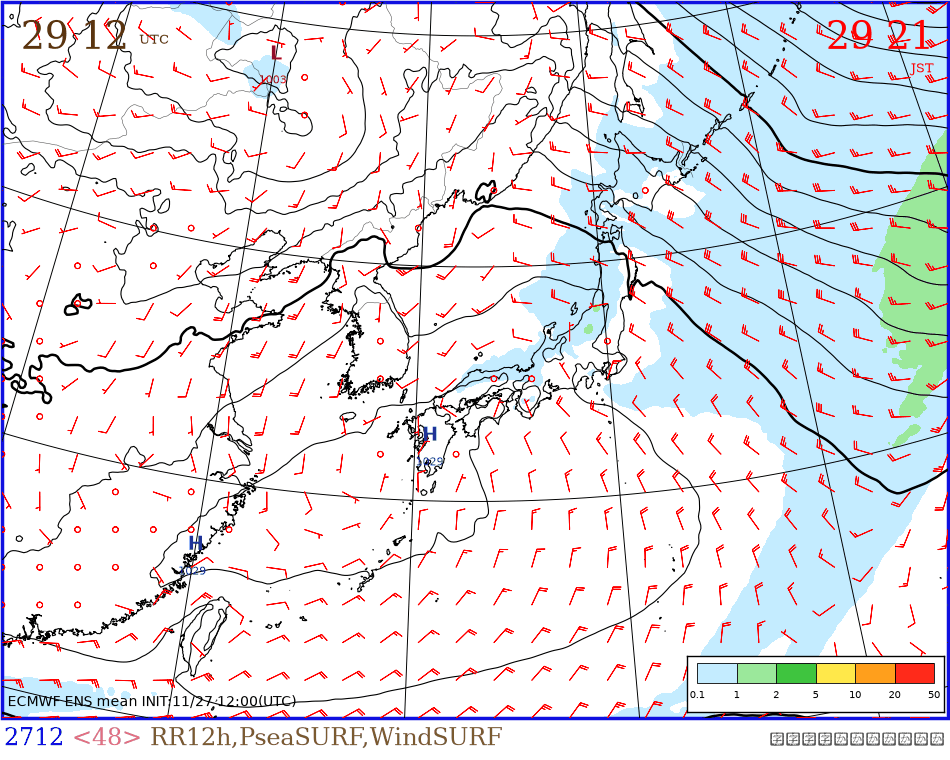 29 12 UTC
29 21
JST
L
1003
H
1029
H
1029
0.1 1 2 5 10 20 50
ECMWF ENS mean INIT:11/27 12:00(UTC)
2712 <48> RR12h,PseaSURF,WindSURF